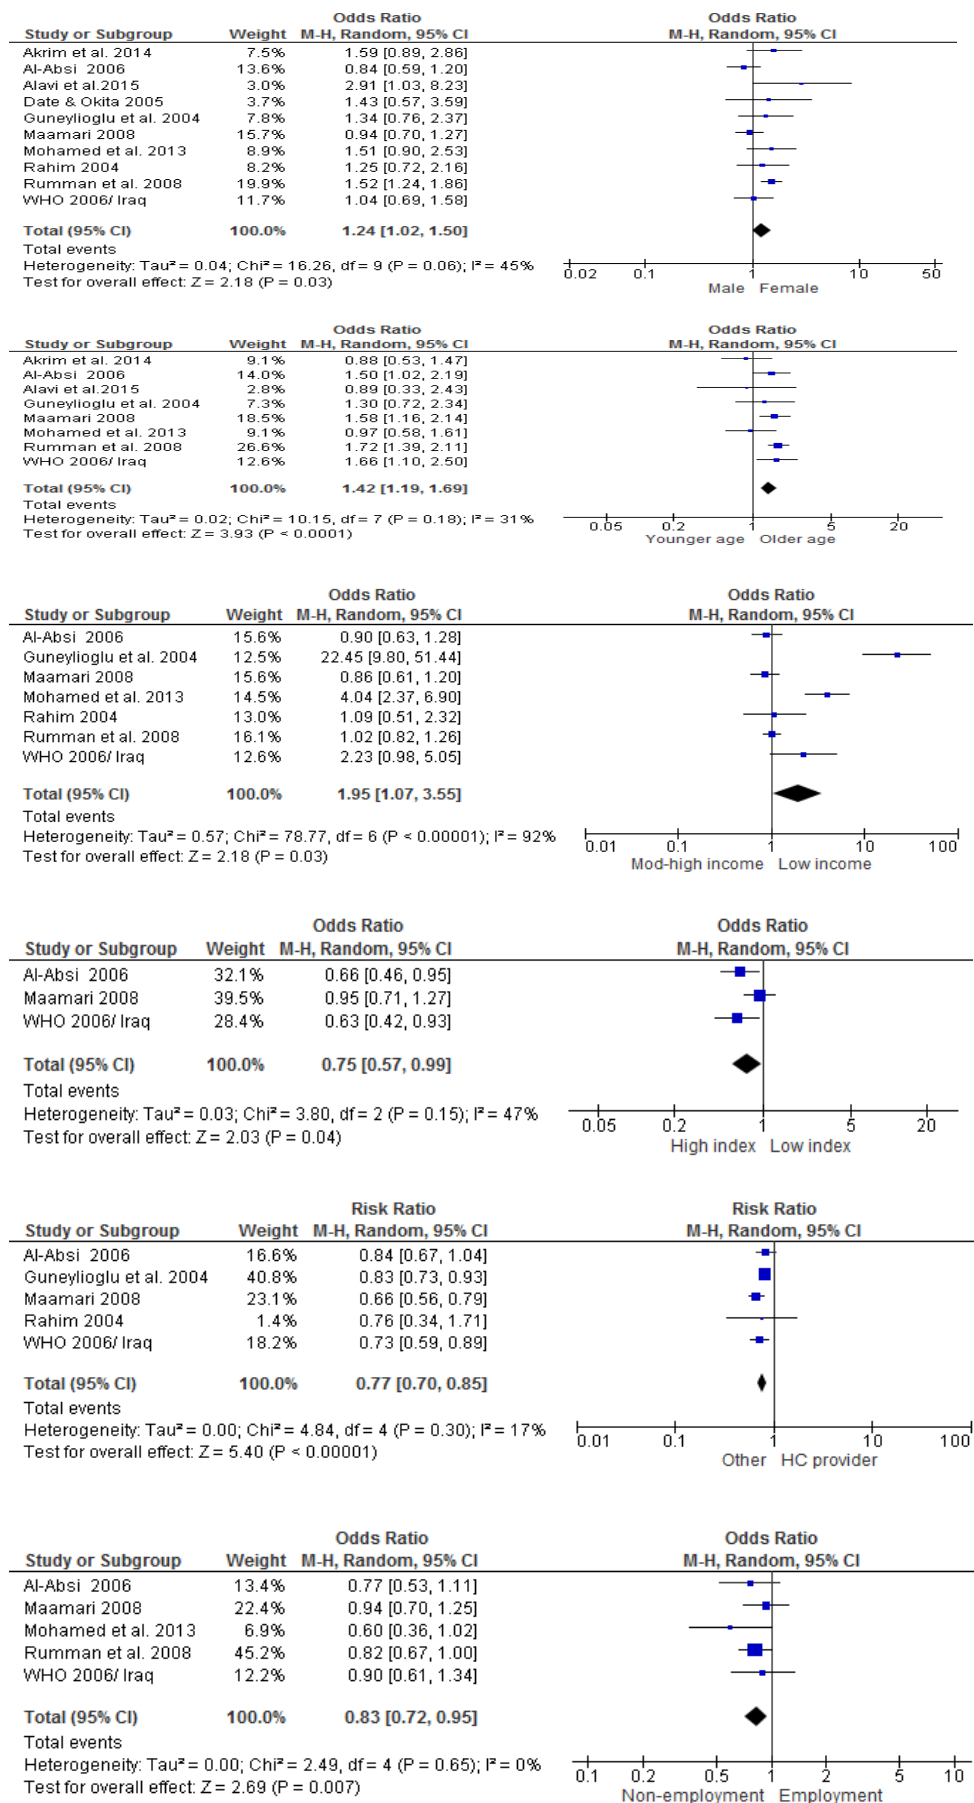 Odds Ratio Odds Ratio
Study or Subgroup Weight M-H, Random, 95% CI M-H, Random, 95% CI
Akrim et al. 2014 7.5% 1.59 [0.89, 2.86]
Al-Absi 2006 13.6% 0.84 [0.59, 1.20]
Alavi et al.2015 3.0% 2.91 [1.03, 8.23]
Date & Okita 2005 3.7% 1.43 [0.57, 3.59]
Guneylioglu et al. 2004 7.8% 1.34 [0.76, 2.37]
Maamari 2008 15.7% 0.94 [0.70, 1.27]
Mohamed et al. 2013 8.9% 1.51 [0.90, 2.53]
Rahim 2004 8.2% 1.25 [0.72, 2.16]
Rumman et al. 2008 19.9% 1.52 [1.24, 1.86]
WHO 2006/ Iraq 11.7% 1.04 [0.69, 1.58]
Total (95% CI) 100.0% 1.24 [1.02, 1.50]
Total events
Heterogeneity: Tau² = 0.04; Chi² = 16.26, df = 9 (P = 0.06); I² = 45%
Test for overall effect: Z = 2.18 (P = 0.03)
0.02 0.1 1 10 50
Male Female
Odds Ratio Odds Ratio
Study or Subgroup Weight M-H, Random, 95% CI M-H, Random, 95% CI
Akrim et al. 2014 9.1% 0.88 [0.53, 1.47]
Al-Absi 2006 14.0% 1.50 [1.02, 2.19]
Alavi et al.2015 2.8% 0.89 [0.33, 2.43]
Guneylioglu et al. 2004 7.3% 1.30 [0.72, 2.34]
Maamari 2008 18.5% 1.58 [1.16, 2.14]
Mohamed et al. 2013 9.1% 0.97 [0.58, 1.61]
Rumman et al. 2008 26.6% 1.72 [1.39, 2.11]
WHO 2006/ Iraq 12.6% 1.66 [1.10, 2.50]
Total (95% CI) 100.0% 1.42 [1.19, 1.69]
Total events
Heterogeneity: Tau² = 0.02; Chi² = 10.15, df = 7 (P = 0.18); I² = 31%
Test for overall effect: Z = 3.93 (P < 0.0001)
0.05 0.2 1 5 20
Younger age Older age
Odds Ratio Odds Ratio
Study or Subgroup Weight M-H, Random, 95% CI M-H, Random, 95% CI
Al-Absi 2006 15.6% 0.90 [0.63, 1.28]
Guneylioglu et al. 2004 12.5% 22.45 [9.80, 51.44]
Maamari 2008 15.6% 0.86 [0.61, 1.20]
Mohamed et al. 2013 14.5% 4.04 [2.37, 6.90]
Rahim 2004 13.0% 1.09 [0.51, 2.32]
Rumman et al. 2008 16.1% 1.02 [0.82, 1.26]
WHO 2006/ Iraq 12.6% 2.23 [0.98, 5.05]
Total (95% CI) 100.0% 1.95 [1.07, 3.55]
Total events
Heterogeneity: Tau² = 0.57; Chi² = 78.77, df = 6 (P < 0.00001); I² = 92%
Test for overall effect: Z = 2.18 (P = 0.03)
0.01 0.1 1 10 100
Mod-high income Low income
Odds Ratio Odds Ratio
Study or Subgroup Weight M-H, Random, 95% CI M-H, Random, 95% CI
Al-Absi 2006 32.1% 0.66 [0.46, 0.95]
Maamari 2008 39.5% 0.95 [0.71, 1.27]
WHO 2006/ Iraq 28.4% 0.63 [0.42, 0.93]
Total (95% CI) 100.0% 0.75 [0.57, 0.99]
Total events
Heterogeneity: Tau² = 0.03; Chi² = 3.80, df = 2 (P = 0.15); I² = 47%
Test for overall effect: Z = 2.03 (P = 0.04)
0.05 0.2 1 5 20
High index Low index
Risk Ratio Risk Ratio
Study or Subgroup Weight M-H, Random, 95% CI M-H, Random, 95% CI
Al-Absi 2006 16.6% 0.84 [0.67, 1.04]
Guneylioglu et al. 2004 40.8% 0.83 [0.73, 0.93]
Maamari 2008 23.1% 0.66 [0.56, 0.79]
Rahim 2004 1.4% 0.76 [0.34, 1.71]
WHO 2006/ Iraq 18.2% 0.73 [0.59, 0.89]
Total (95% CI) 100.0% 0.77 [0.70, 0.85]
Total events
Heterogeneity: Tau² = 0.00; Chi² = 4.84, df = 4 (P = 0.30); I² = 17%
Test for overall effect: Z = 5.40 (P < 0.00001)
0.01 0.1 1 10 100
Other HC provider
Odds Ratio Odds Ratio
Study or Subgroup Weight M-H, Random, 95% CI M-H, Random, 95% CI
Al-Absi 2006 13.4% 0.77 [0.53, 1.11]
Maamari 2008 22.4% 0.94 [0.70, 1.25]
Mohamed et al. 2013 6.9% 0.60 [0.36, 1.02]
Rumman et al. 2008 45.2% 0.82 [0.67, 1.00]
WHO 2006/ Iraq 12.2% 0.90 [0.61, 1.34]
Total (95% CI) 100.0% 0.83 [0.72, 0.95]
Total events
Heterogeneity: Tau² = 0.00; Chi² = 2.49, df = 4 (P = 0.65); I² = 0%
Test for overall effect: Z = 2.69 (P = 0.007)
0.1 0.2 0.5 1 2 5 10
Non-employment Employment